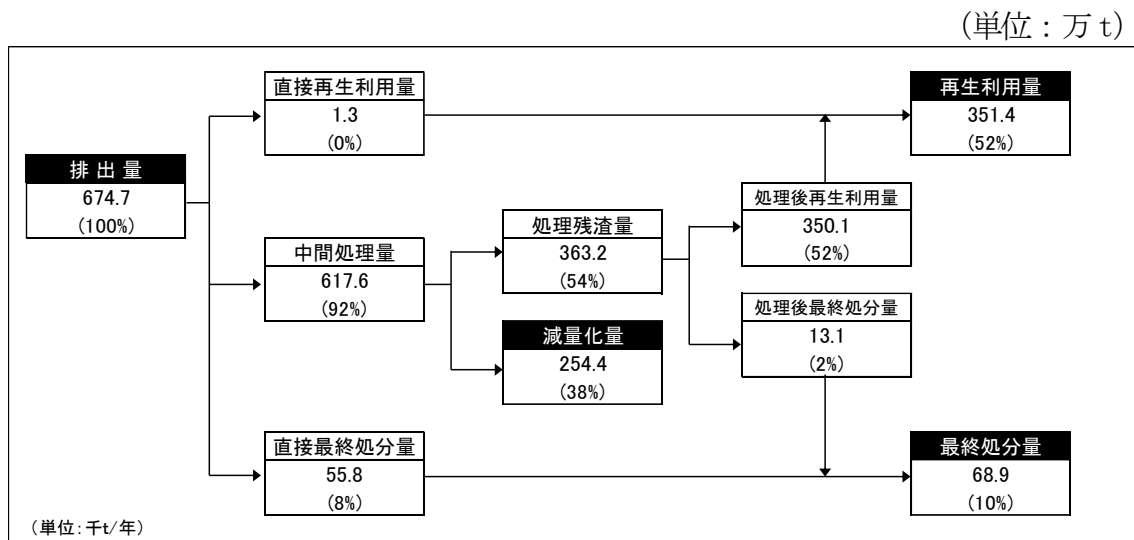 （単位：万t）
直接再生利用量
1.3
(0%)
再生利用量
351.4
(52%)
排出量
674.7
(100%)
中間処理量
617.6
(92%)
処理残渣量
363.2
(54%)
処理後再生利用量
350.1
(52%)
減量化量
254.4
(38%)
処理後最終処分量
13.1
(2%)
直接最終処分量
55.8
(8%)
最終処分量
68.9
(10%)
（単位:千t/年）